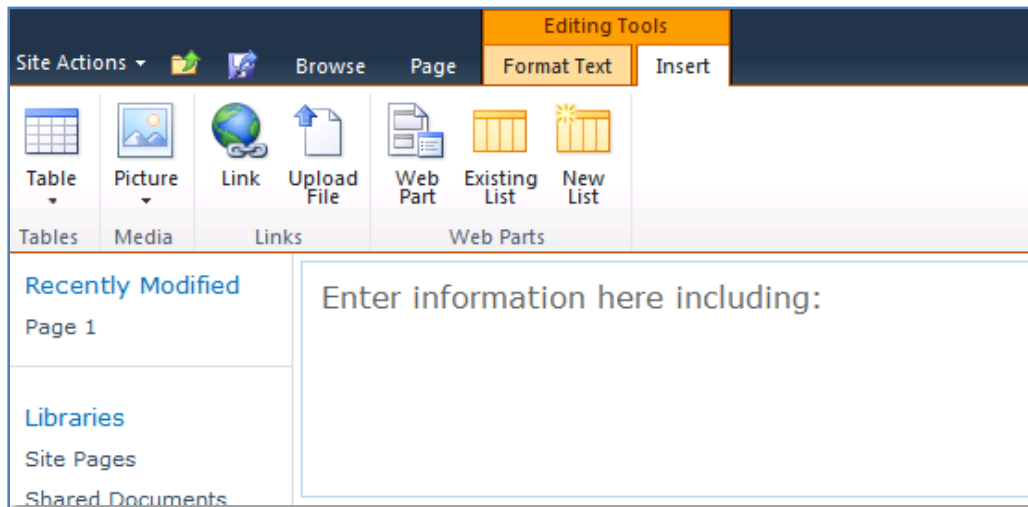 Editing Tools
Site Actions Browse Page Format Text Insert
Table Picture Link Upload File Web Part Existing List New List
Tables Media Links Web Parts
Recently Modified
Page 1
Libraries
Site Pages
Shared Documents
Enter information here including: